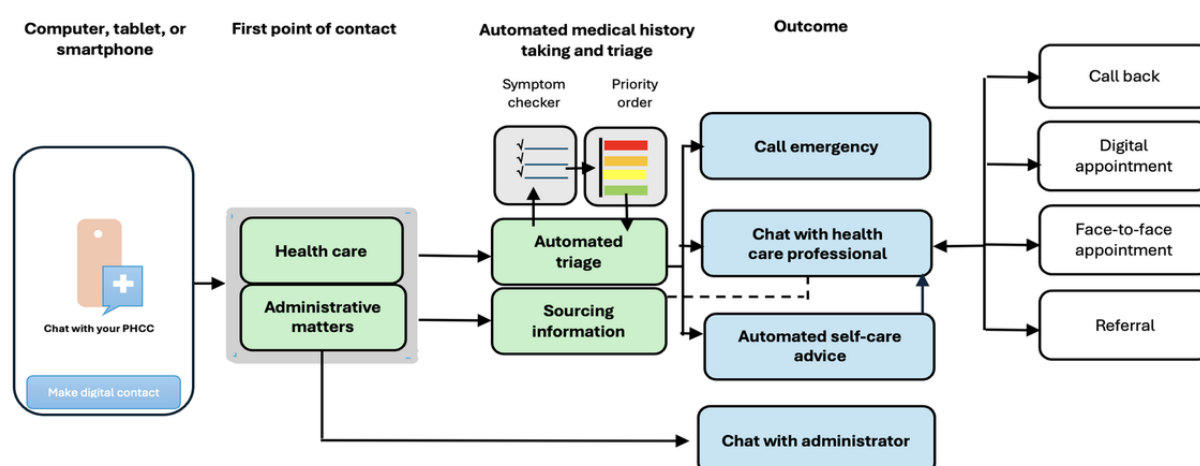 Computer, tablet, or
smartphone
First point of contact
Automated medical history
taking and triage
Outcome
Symptom
checker
Priority
order
Call back
Call emergency
Digital
appointment
Health care
Automated
triage
Chat with health
care professional
Face-to-face
appointment
Administrative
matters
Sourcing
information
Chat with your PHCC
Automated self-care
advice
Referral
Make digital contact
Chat with administrator